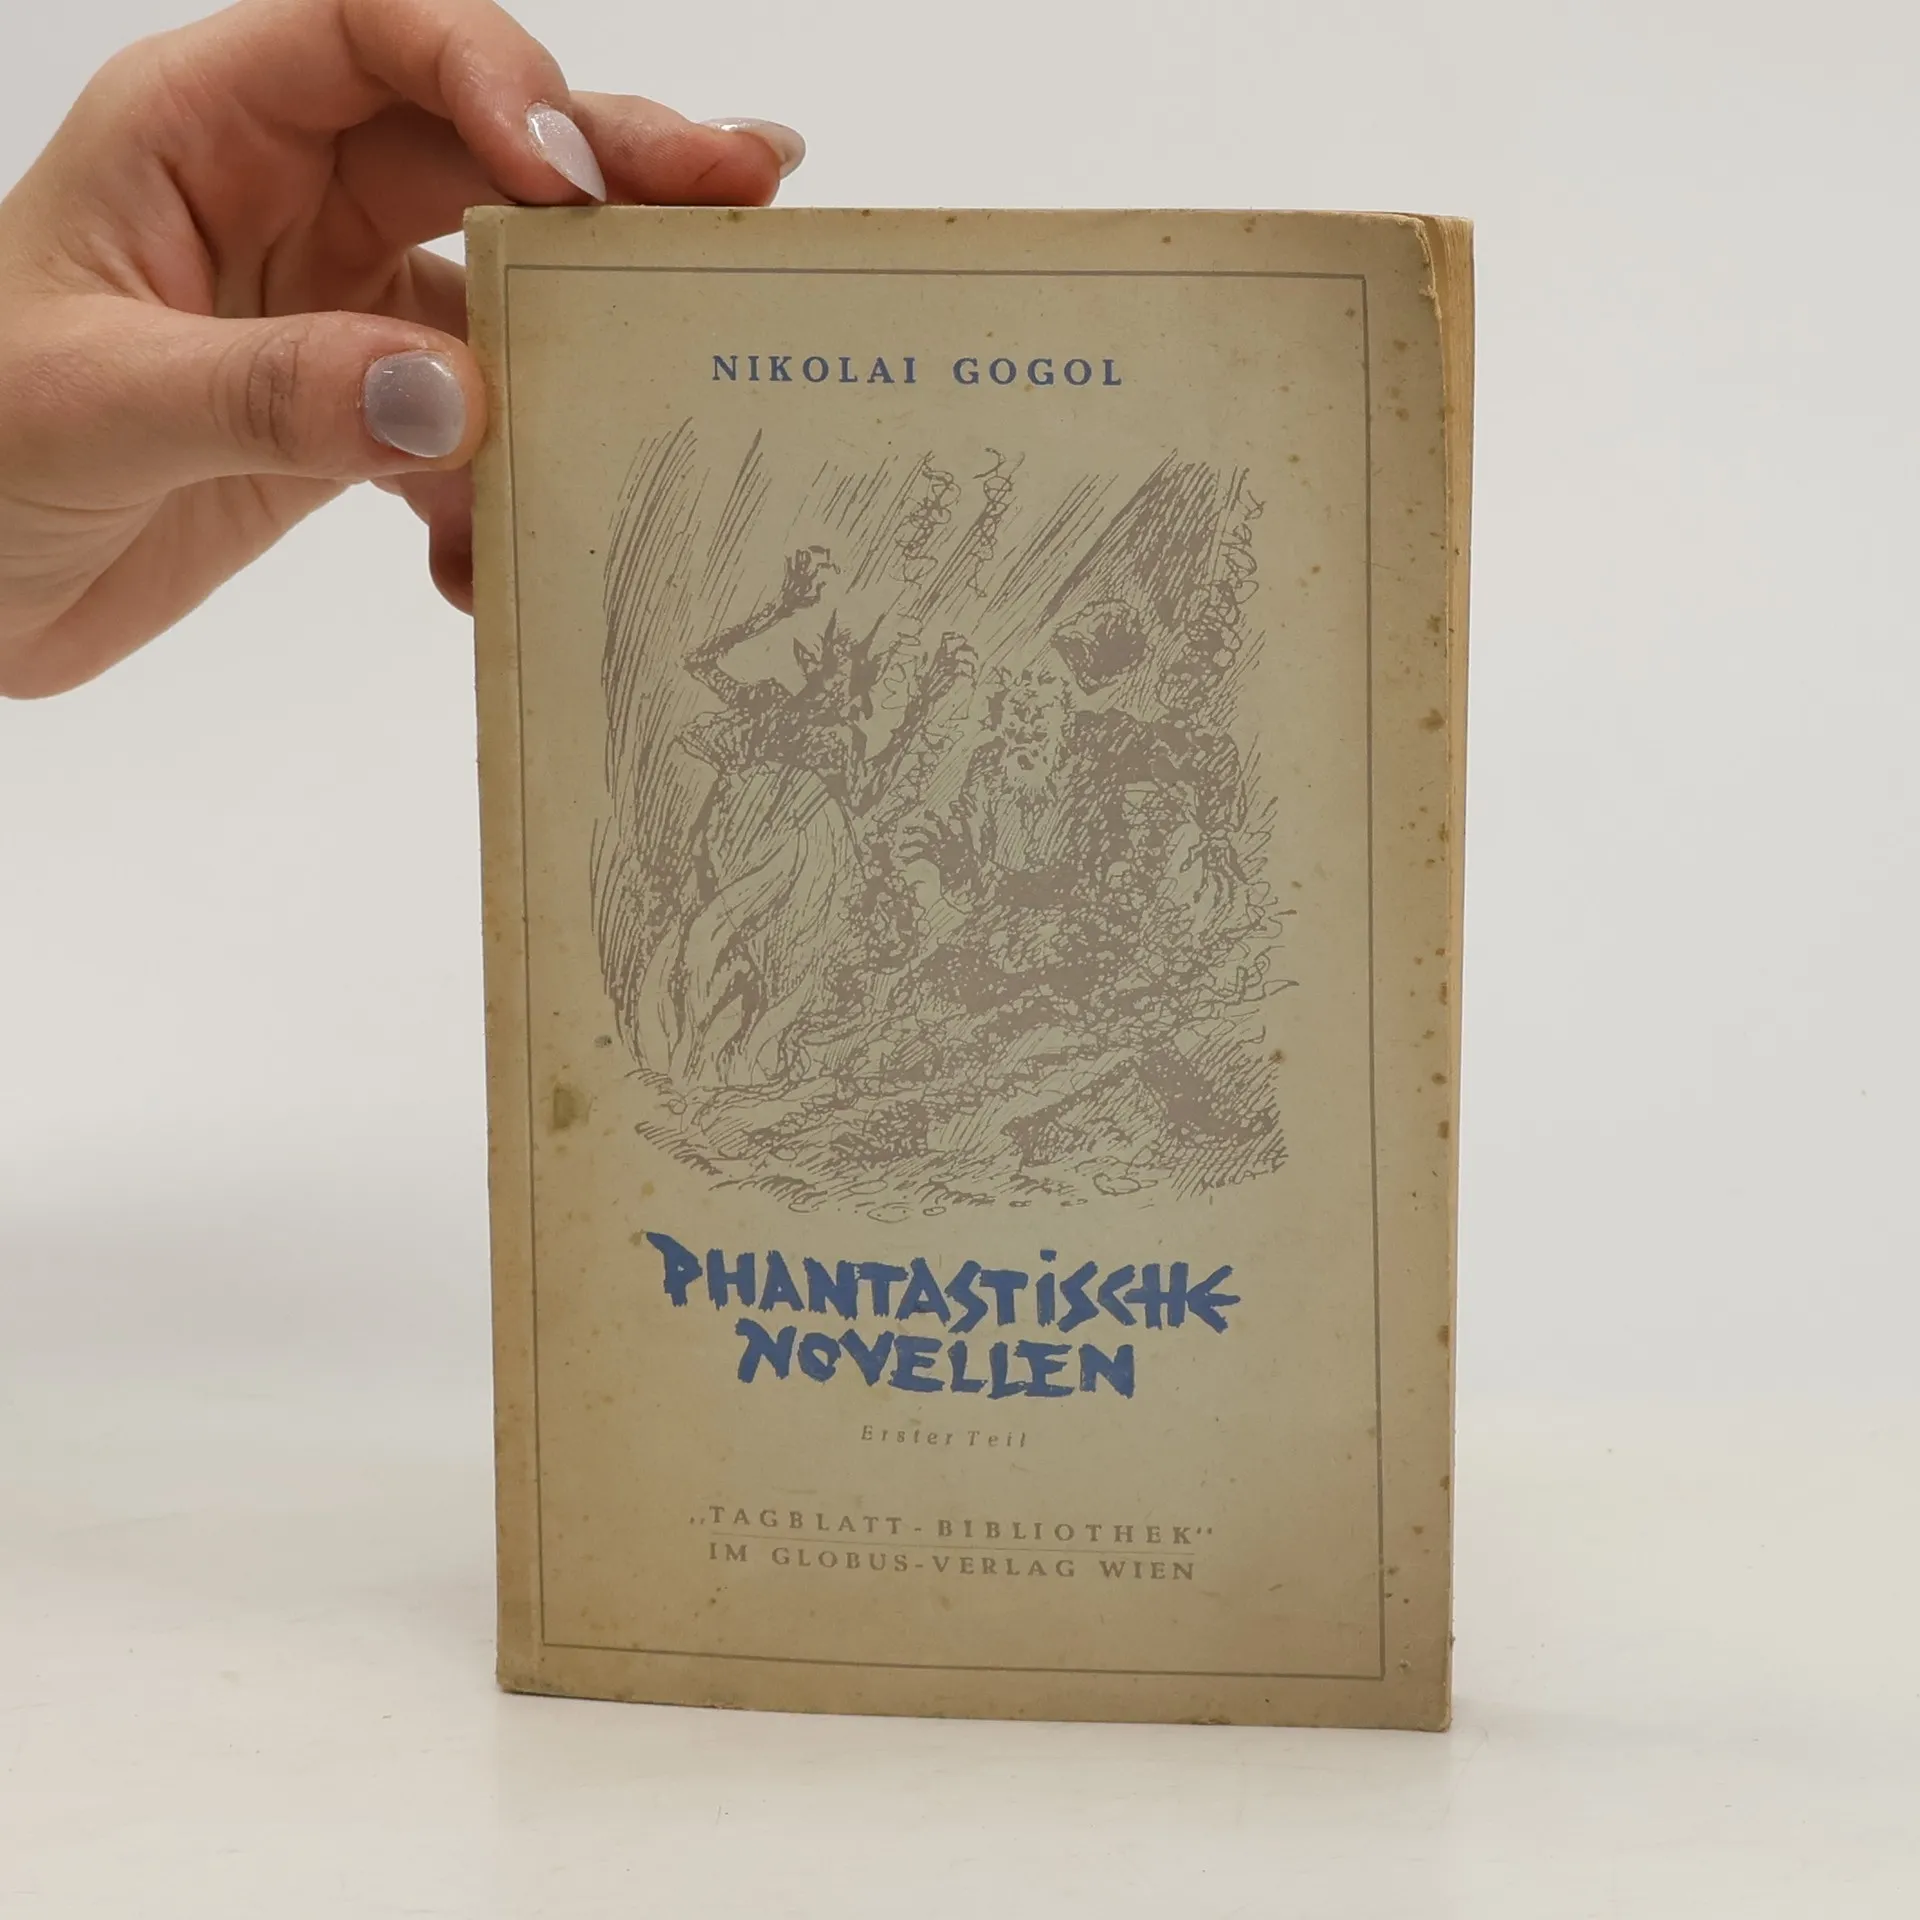 NIKOLAI GOGOL
PHANTASTISCHE
NOVELLEN
Erster Teil
„TAGBLATT-BIBLIOTHEK“
IM GLOBUS-VERLAG WIEN